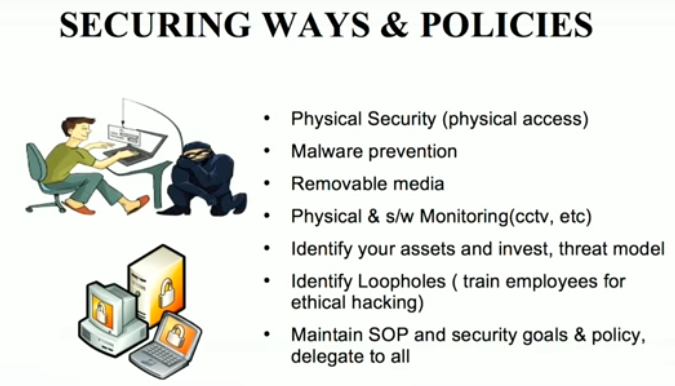 SECURING WAYS & POLICIES
• Physical Security (physical access)
• Malware prevention
• Removable media
• Physical & s/w Monitoring(cctv, etc)
• Identify your assets and invest, threat model
• Identify Loopholes ( train employees for
ethical hacking)
• Maintain SOP and security goals & policy,
delegate to all